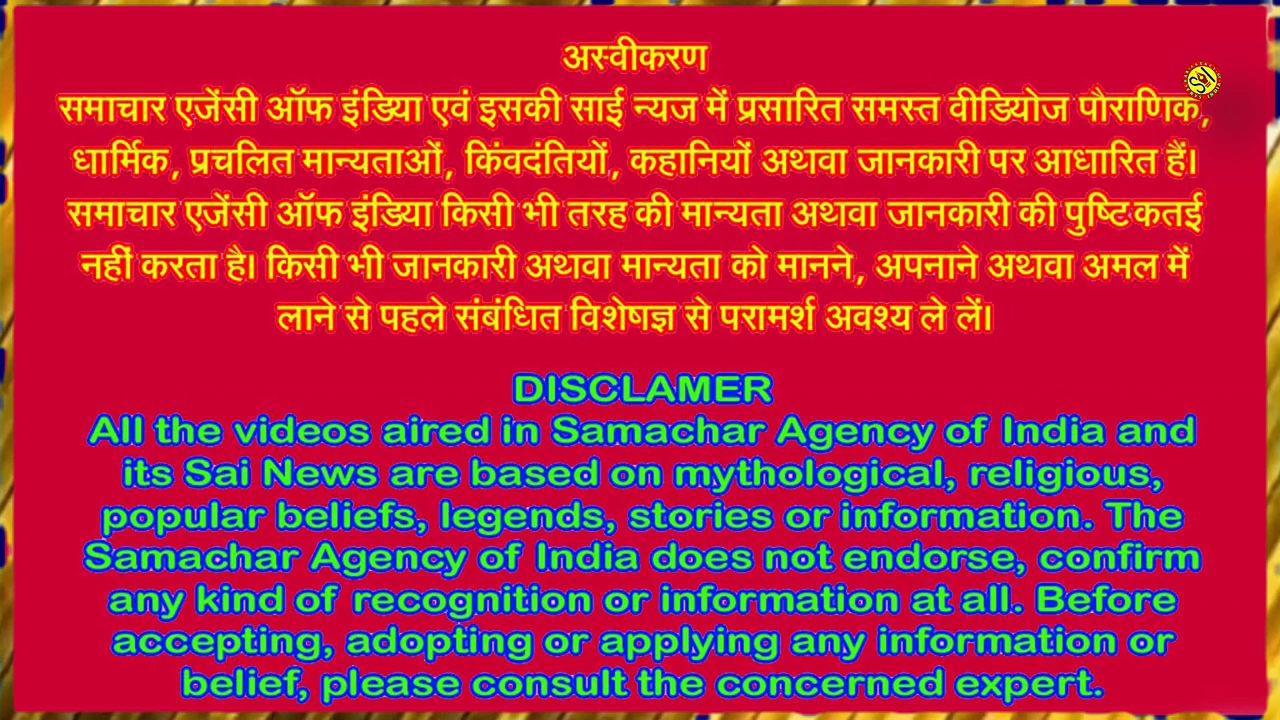 अस्वीकरण
समाचार एजेंसी ऑफ इंडिया एवं इसकी साई न्यज में प्रसारित समस्त वीडियोज पौराणिक,
धार्मिक, प्रचलित मान्यताओं, किंवदंतियों, कहानियों अथवा जानकारी पर आधारित हैं।
समाचार एजेंसी ऑफ इंडिया किसी भी तरह की मान्यता अथवा जानकारी की पुष्टि कतई
नहीं करता है। किसी भी जानकारी अथवा मान्यता को मानने, अपनाने अथवा अमल में
लाने से पहले संबंधित विशेषज्ञ से परामर्श अवश्य ले लें।
DISCLAMER
All the videos aired in Samachar Agency of India and
its Sai News are based on mythological, religious,
popular beliefs, legends, stories or information. The
Samachar Agency of India does not endorse, confirm
any kind of recognition or information at all. Before
accepting, adopting or applying any information or
belief, please consult the concerned expert.